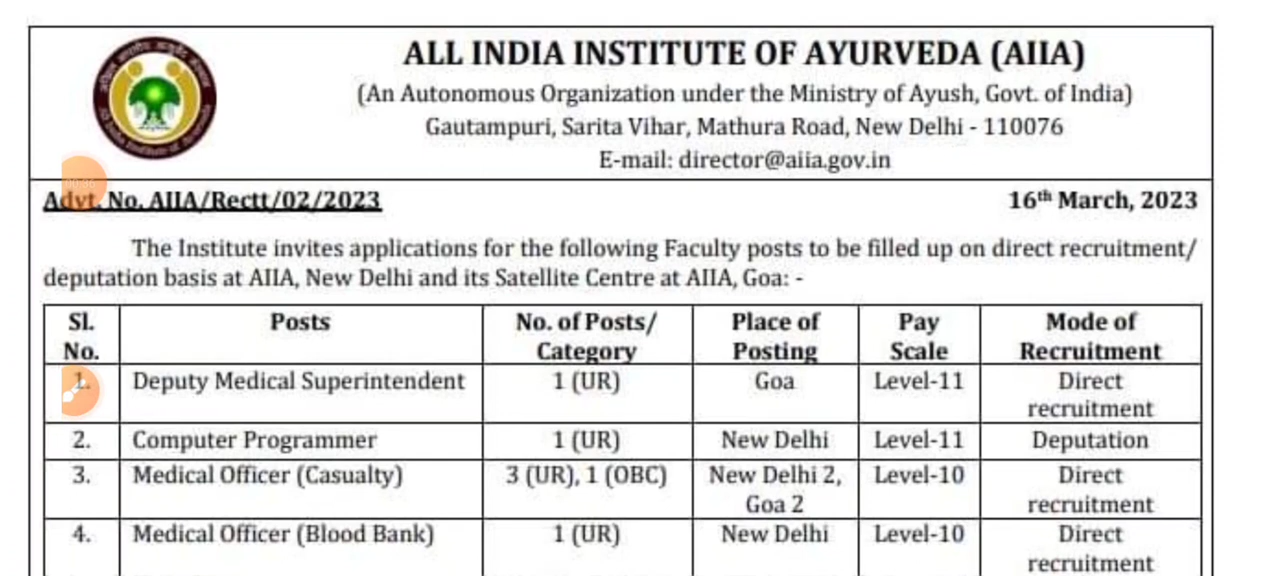 ALL INDIA INSTITUTE OF AYURVEDA (AIIA)
(An Autonomous Organization under the Ministry of Ayush, Govt. of India)
Gautampuri, Sarita Vihar, Mathura Road, New Delhi - 110076
E-mail: director@aiia.gov.in
Advt. No. AIIA/Rectt/02/2023 16th March, 2023
The Institute invites applications for the following Faculty posts to be filled up on direct recruitment/
deputation basis at AIIA, New Delhi and its Satellite Centre at AIIA, Goa: -
Sl. No. Posts No. of Posts/ Category Place of Posting Pay Scale Mode of Recruitment
1. Deputy Medical Superintendent 1 (UR) Goa Level-11 Direct recruitment
2. Computer Programmer 1 (UR) New Delhi Level-11 Deputation
3. Medical Officer (Casualty) 3 (UR), 1 (OBC) New Delhi 2, Goa 2 Level-10 Direct recruitment
4. Medical Officer (Blood Bank) 1 (UR) New Delhi Level-10 Direct recruitment